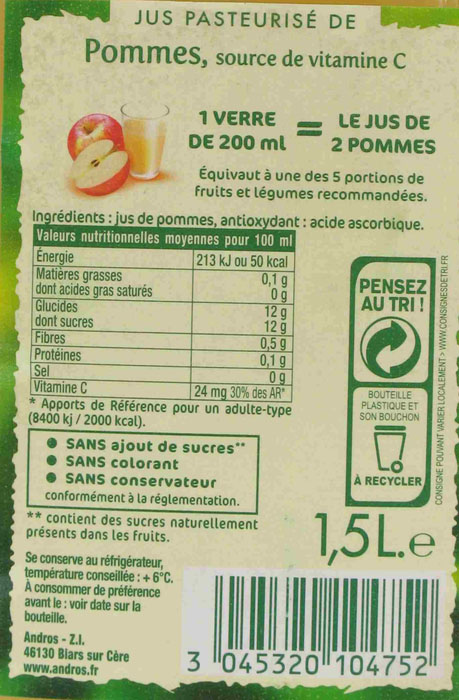 JUS PASTEURISÉ DE
Pommes, source de vitamine C
1 VERRE = LE JUS DE
DE 200 ml 2 POMMES
Équivaut à une des 5 portions de
fruits et légumes recommandées.
Ingrédients : jus de pommes, antioxydant : acide ascorbique.
Valeurs nutritionnelles moyennes pour 100 ml
Énergie 213 kJ ou 50 kcal
Matières grasses 0,1 g
dont acides gras saturés 0 g
Glucides 12 g
dont sucres 12 g
Fibres 0,5 g
Protéines 0,1 g
Sel 0 g
Vitamine C 24 mg 30% des AR*
* Apports de Référence pour un adulte-type
(8400 kj / 2000 kcal).
● SANS ajout de sucres**
● SANS colorant
● SANS conservateur
conformément à la réglementation.
** contient des sucres naturellement
présents dans les fruits.
Se conserve au réfrigérateur,
température conseillée : + 6°C.
À consommer de préférence
avant le : voir date sur la
bouteille.
Andros - Z.I.
46130 Biars sur Cère
www.andros.fr
PENSEZ
AU TRI !
BOUTEILLE
PLASTIQUE ET
SON BOUCHON
À RECYCLER
CONSIGNE POUVANT VARIER LOCALEMENT > WWW.CONSIGNESDETRI.FR
1,5L.e
3 045320 104752